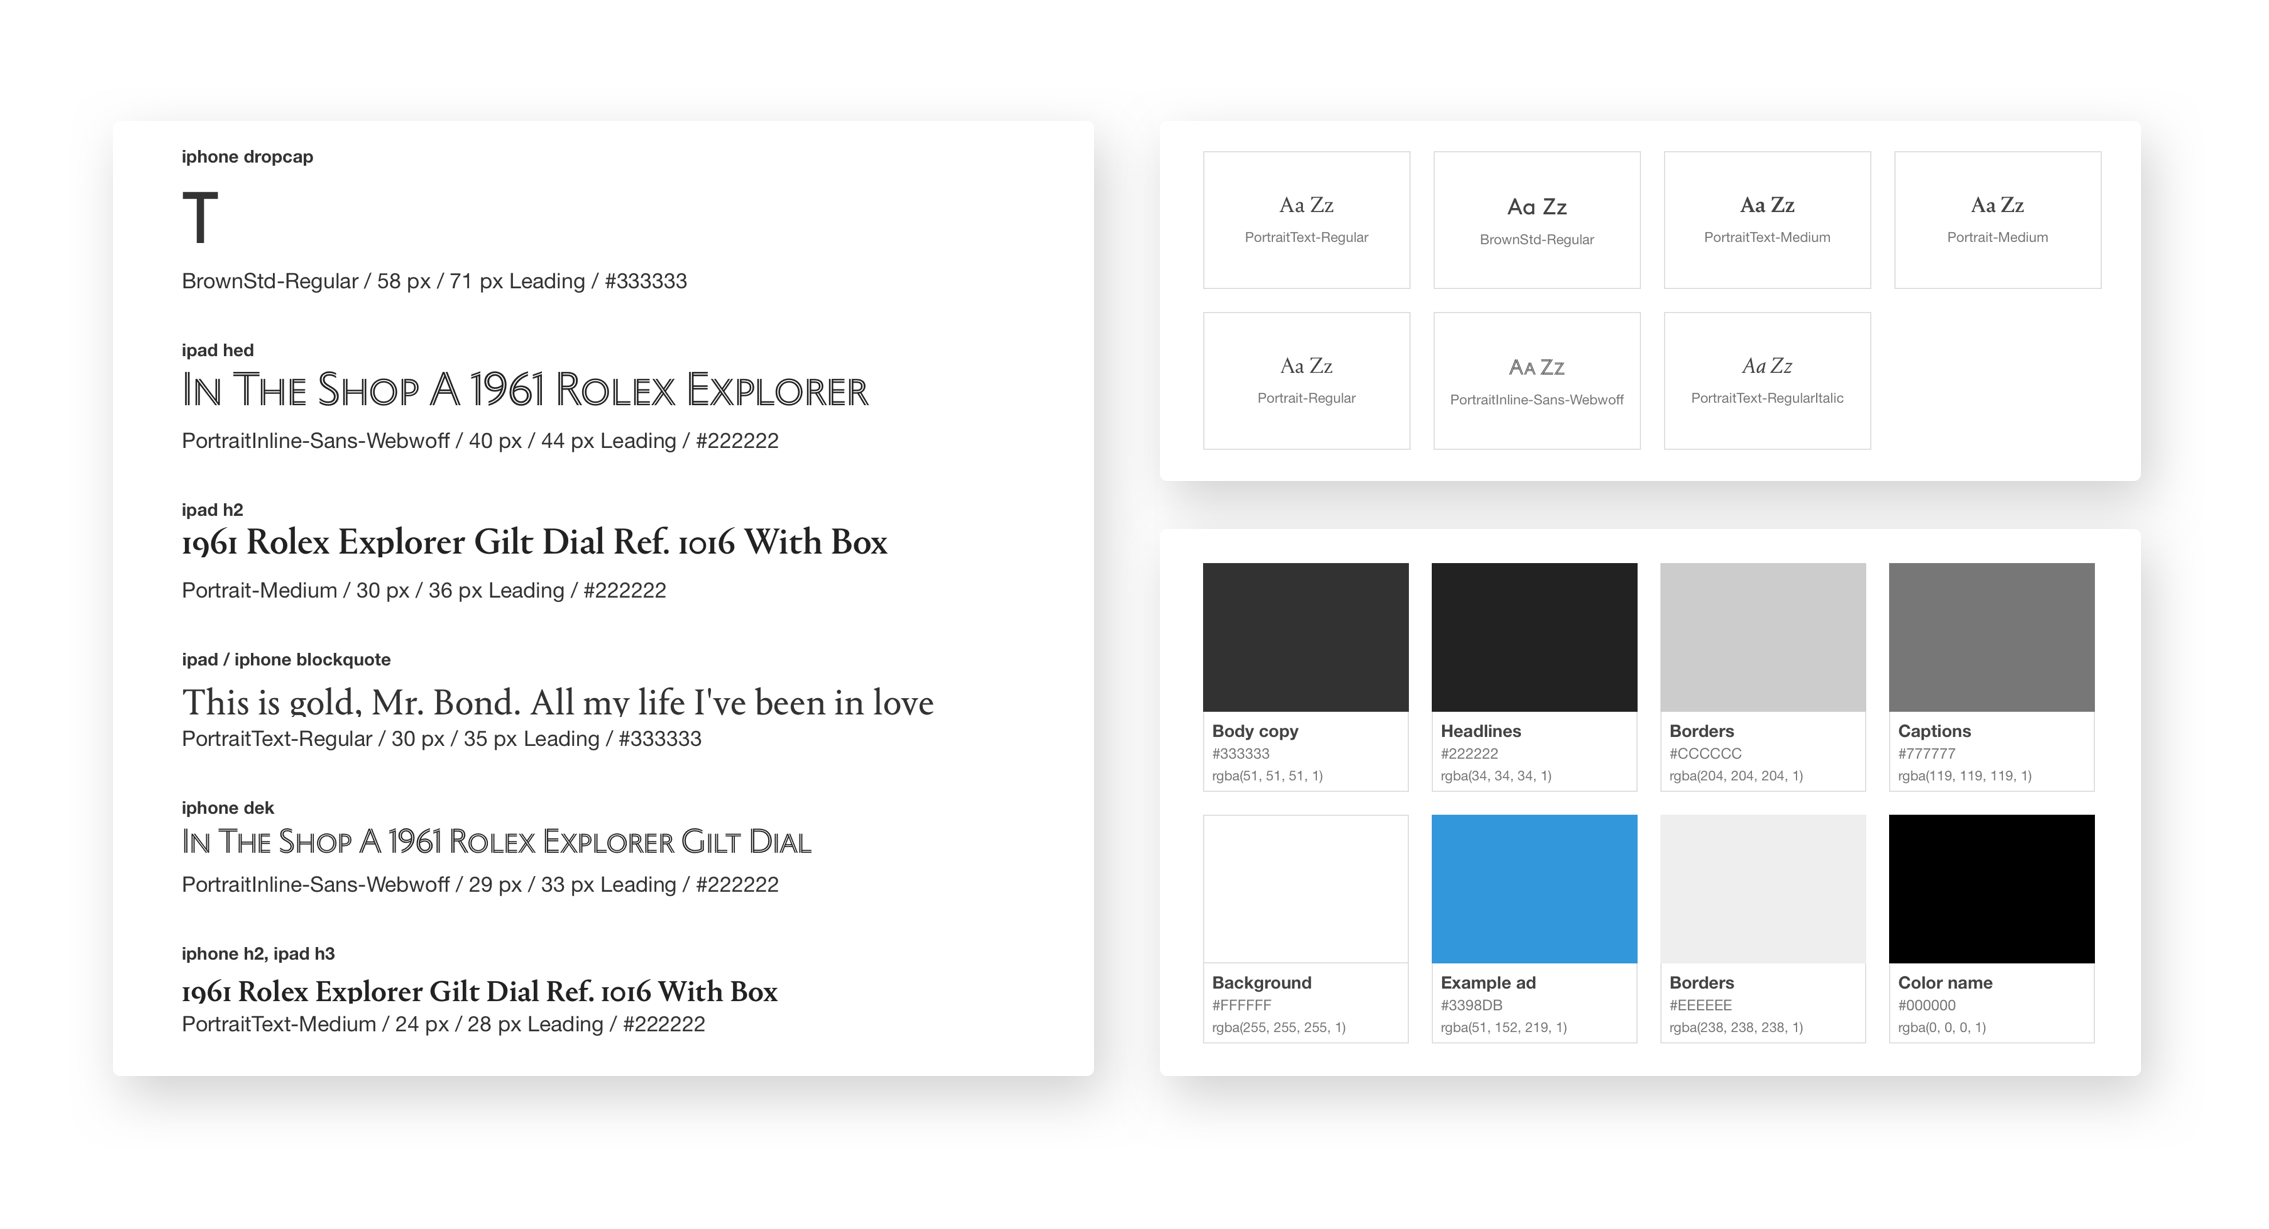 iphone dropcap
T
BrownStd-Regular / 58 px / 71 px Leading / #333333
ipad hed
In The Shop A 1961 Rolex Explorer
PortraitInline-Sans-Webwoff / 40 px / 44 px Leading / #222222
ipad h2
1961 Rolex Explorer Gilt Dial Ref. 1016 With Box
Portrait-Medium / 30 px / 36 px Leading / #222222
ipad / iphone blockquote
This is gold, Mr. Bond. All my life I've been in love
PortraitText-Regular / 30 px / 35 px Leading / #333333
iphone dek
In The Shop A 1961 Rolex Explorer Gilt Dial
PortraitInline-Sans-Webwoff / 29 px / 33 px Leading / #222222
iphone h2, ipad h3
1961 Rolex Explorer Gilt Dial Ref. 1016 With Box
PortraitText-Medium / 24 px / 28 px Leading / #222222
Aa Zz
PortraitText-Regular
Aa Zz
BrownStd-Regular
Aa Zz
PortraitText-Medium
Aa Zz
Portrait-Medium
Aa Zz
Portrait-Regular
Aa Zz
PortraitInline-Sans-Webwoff
Aa Zz
PortraitText-RegularItalic
Body copy
#333333
rgba(51, 51, 51, 1)
Headlines
#222222
rgba(34, 34, 34, 1)
Borders
#CCCCCC
rgba(204, 204, 204, 1)
Captions
#777777
rgba(119, 119, 119, 1)
Background
#FFFFFF
rgba(255, 255, 255, 1)
Example ad
#3398DB
rgba(51, 152, 219, 1)
Borders
#EEEEEE
rgba(238, 238, 238, 1)
Color name
#000000
rgba(0, 0, 0, 1)